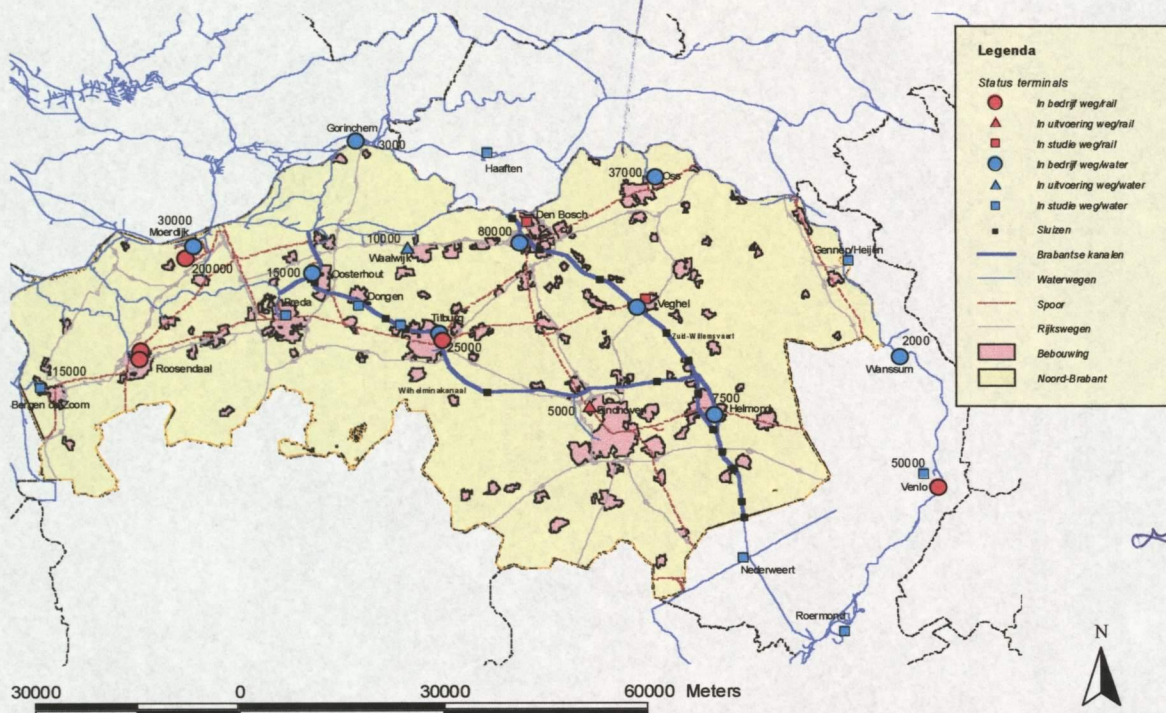 Legenda
Status terminals
In bedrijf weg/rail
In uitvoering weg/rail
In studie weg/rail
In bedrijf weg/water
In uitvoering weg/water
In studie weg/water
Sluizen
Brabantse kanalen
Waterwegen
Spoor
Rijkswegen
Bebouwing
Noord-Brabant
Gorinchem
3000
Haaften
37000
Oss
Den Bosch
80000
30000
Moerdijk
200000
10000
Waalwijk
Gennep/Heijen
15000
Oosterhout
Dongen
Breda
Tilburg
25000
Veghel
Zuid-Willemsvaart
2000
Wanssum
Roosendaal
15000
Bergen op Zoom
Wilhelminakanaal
5000
Eindhoven
7500
Helmond
50000
Venlo
Nederweert
Roermond
N
30000 0 30000 60000 Meters